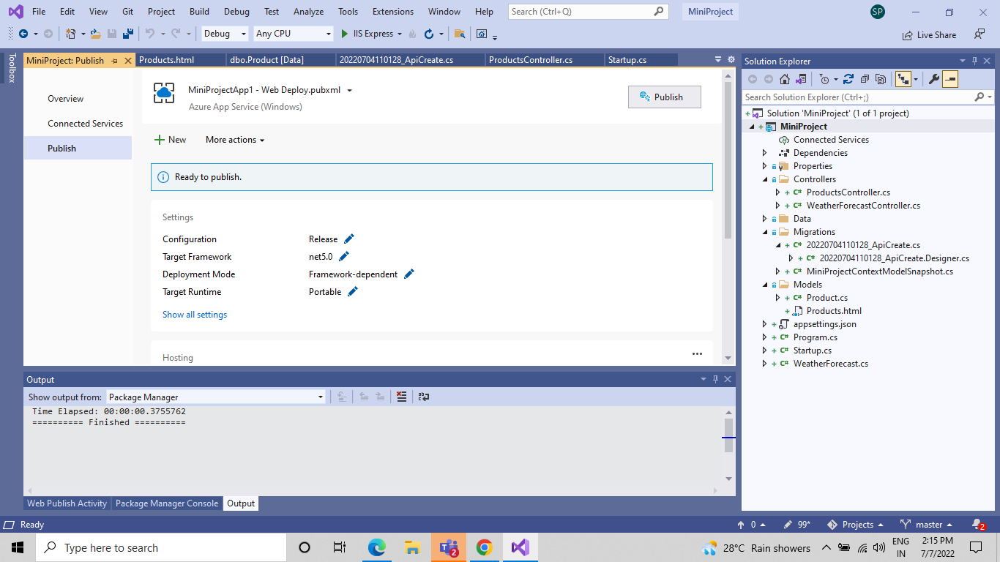 File Edit View Git Project Build Debug Test Analyze Tools Extensions Window Help Search (Ctrl+Q) MiniProject SP
Debug Any CPU IIS Express Live Share
Toolbox
MiniProject: Publish Products.html dbo.Product [Data] 20220704110128_ApiCreate.cs ProductsController.cs Startup.cs
Overview
Connected Services
Publish
MiniProjectApp1 - Web Deploy.pubxml
Azure App Service (Windows)
Publish
New More actions
Ready to publish.
Settings
Configuration Release
Target Framework net5.0
Deployment Mode Framework-dependent
Target Runtime Portable
Show all settings
Hosting
Output
Show output from: Package Manager
Time Elapsed: 00:00:00.3755762
========== Finished ==========
Web Publish Activity Package Manager Console Output
Solution Explorer
Search Solution Explorer (Ctrl+;)
Solution 'MiniProject' (1 of 1 project)
MiniProject
Connected Services
Dependencies
Properties
Controllers
C# ProductsController.cs
C# WeatherForecastController.cs
Data
Migrations
C# 20220704110128_ApiCreate.cs
C# 20220704110128_ApiCreate.Designer.cs
C# MiniProjectContextModelSnapshot.cs
Models
C# Product.cs
Products.html
appsettings.json
C# Program.cs
C# Startup.cs
C# WeatherForecast.cs
Ready 0 99* Projects master 2
Type here to search 2 28°C Rain showers ENG IN 2:15 PM 7/7/2022